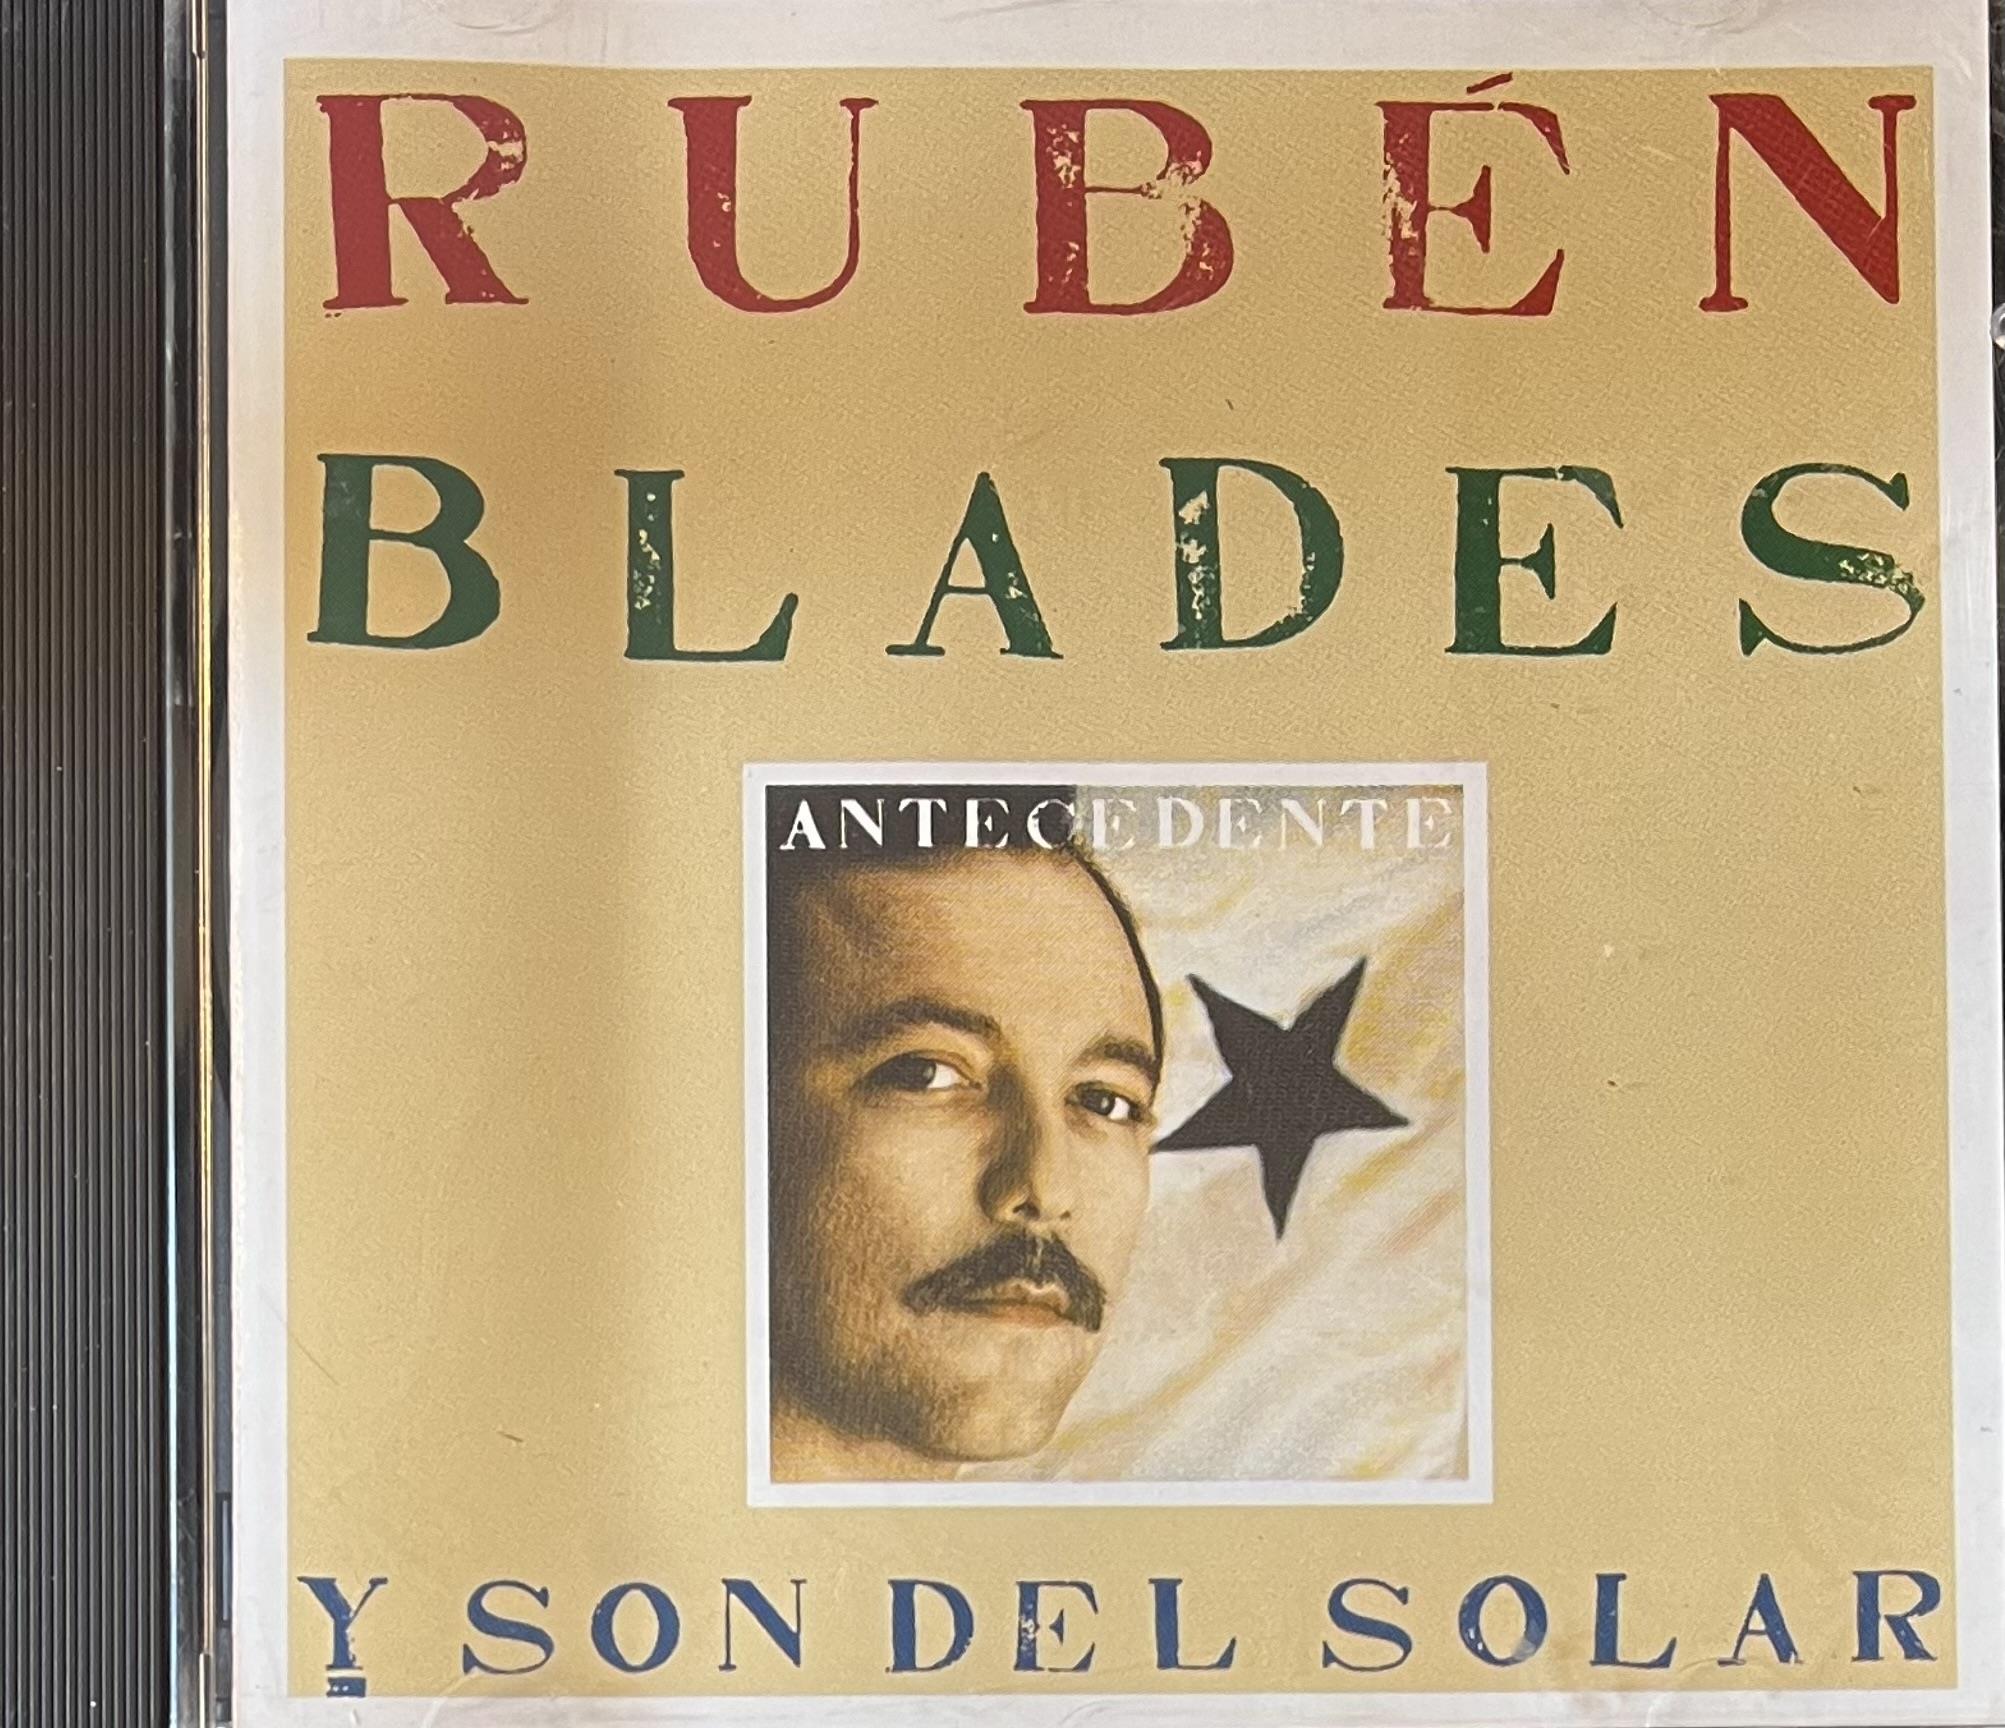 RUBÉN
BLADES
ANTECEDENTE
Y SON DEL SOLAR